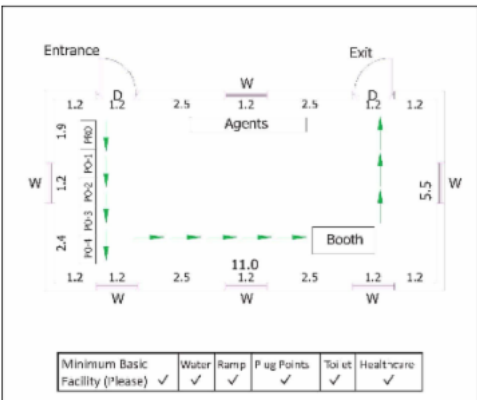 Entrance
Exit
D W D
1.2 1.2 2.5 1.2 2.5 1.2 1.2
Agents
1.9
PRO
PO-1
W 1.2 PO-2 5.5 W
PO-3
2.4
PO-4
Booth
11.0
1.2 1.2 2.5 1.2 2.5 1.2 1.2
W W W
Minimum Basic Water Ramp Plug Points Toilet Healthcare
Facility (Please) ✓ ✓ ✓ ✓ ✓ ✓